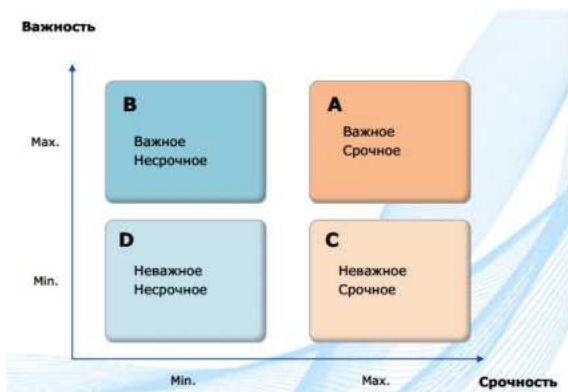 Важность
B
Важное
Несрочное
A
Важное
Срочное
Max.
D
Неважное
Несрочное
C
Неважное
Срочное
Min.
Min.
Max.
Срочность